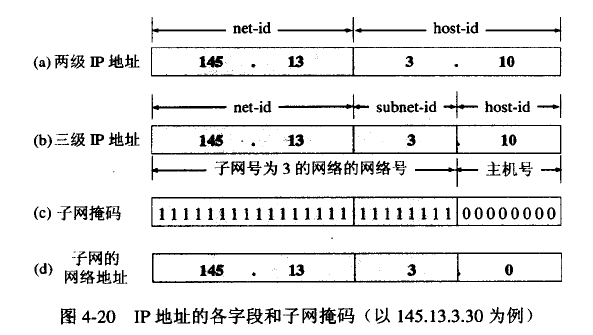 net-id host-id
(a) 两级 IP 地址 145 . 13 3 . 10
net-id subnet-id host-id
(b) 三级 IP 地址 145 . 13 3 . 10
子网号为 3 的网络的网络号 主机号
(c) 子网掩码 1111111111111111 11111111 00000000
(d) 子网的
网络地址 145 . 13 3 . 0
图 4-20 IP 地址的各字段和子网掩码（以 145.13.3.30 为例）